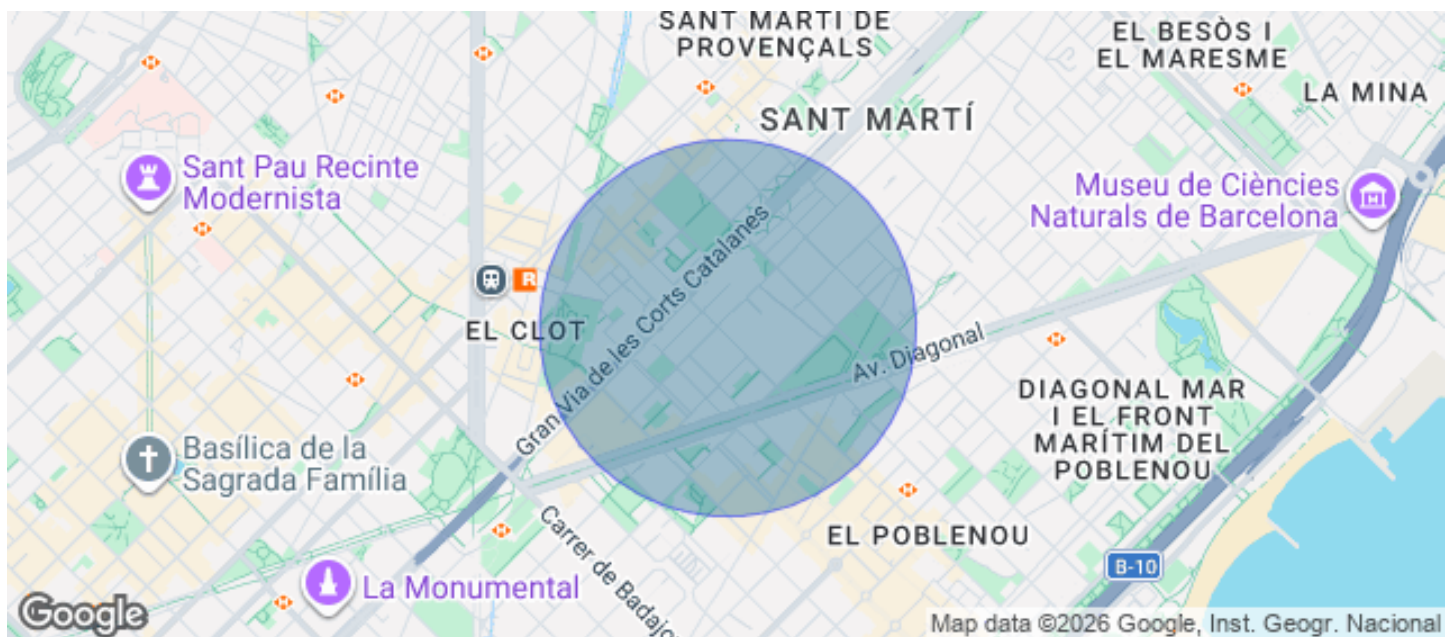 SANT MARTÍ DE
PROVENÇALS
EL BESÒS I
EL MARESME
LA MINA
SANT MARTÍ
Sant Pau Recinte
Modernista
Museu de Ciències
Naturals de Barcelona
Gran Via de les Corts Catalanes
R
EL CLOT
Av. Diagonal
DIAGONAL MAR
I EL FRONT
MARÍTIM DEL
POBLENOU
Basílica de la
Sagrada Família
EL POBLENOU
Carrer de Badajo
B-10
La Monumental
Google
Map data ©2026 Google, Inst. Geogr. Nacional